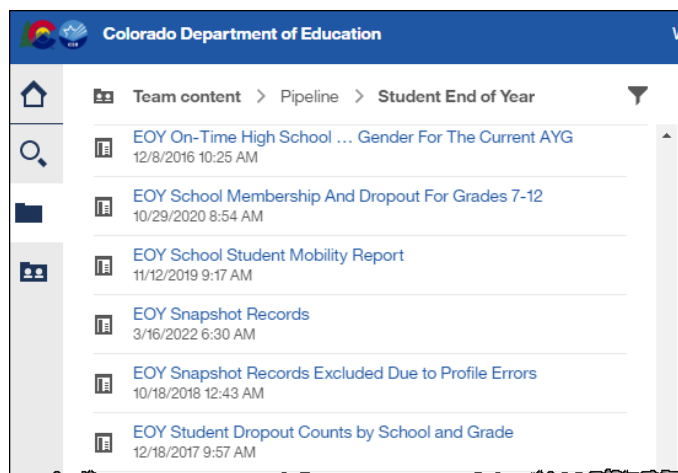 Colorado Department of Education
Team content > Pipeline > Student End of Year
EOY On-Time High School … Gender For The Current AYG
12/8/2016 10:25 AM
EOY School Membership And Dropout For Grades 7-12
10/29/2020 8:54 AM
EOY School Student Mobility Report
11/12/2019 9:17 AM
EOY Snapshot Records
3/16/2022 6:30 AM
EOY Snapshot Records Excluded Due to Profile Errors
10/18/2018 12:43 AM
EOY Student Dropout Counts by School and Grade
12/18/2017 9:57 AM